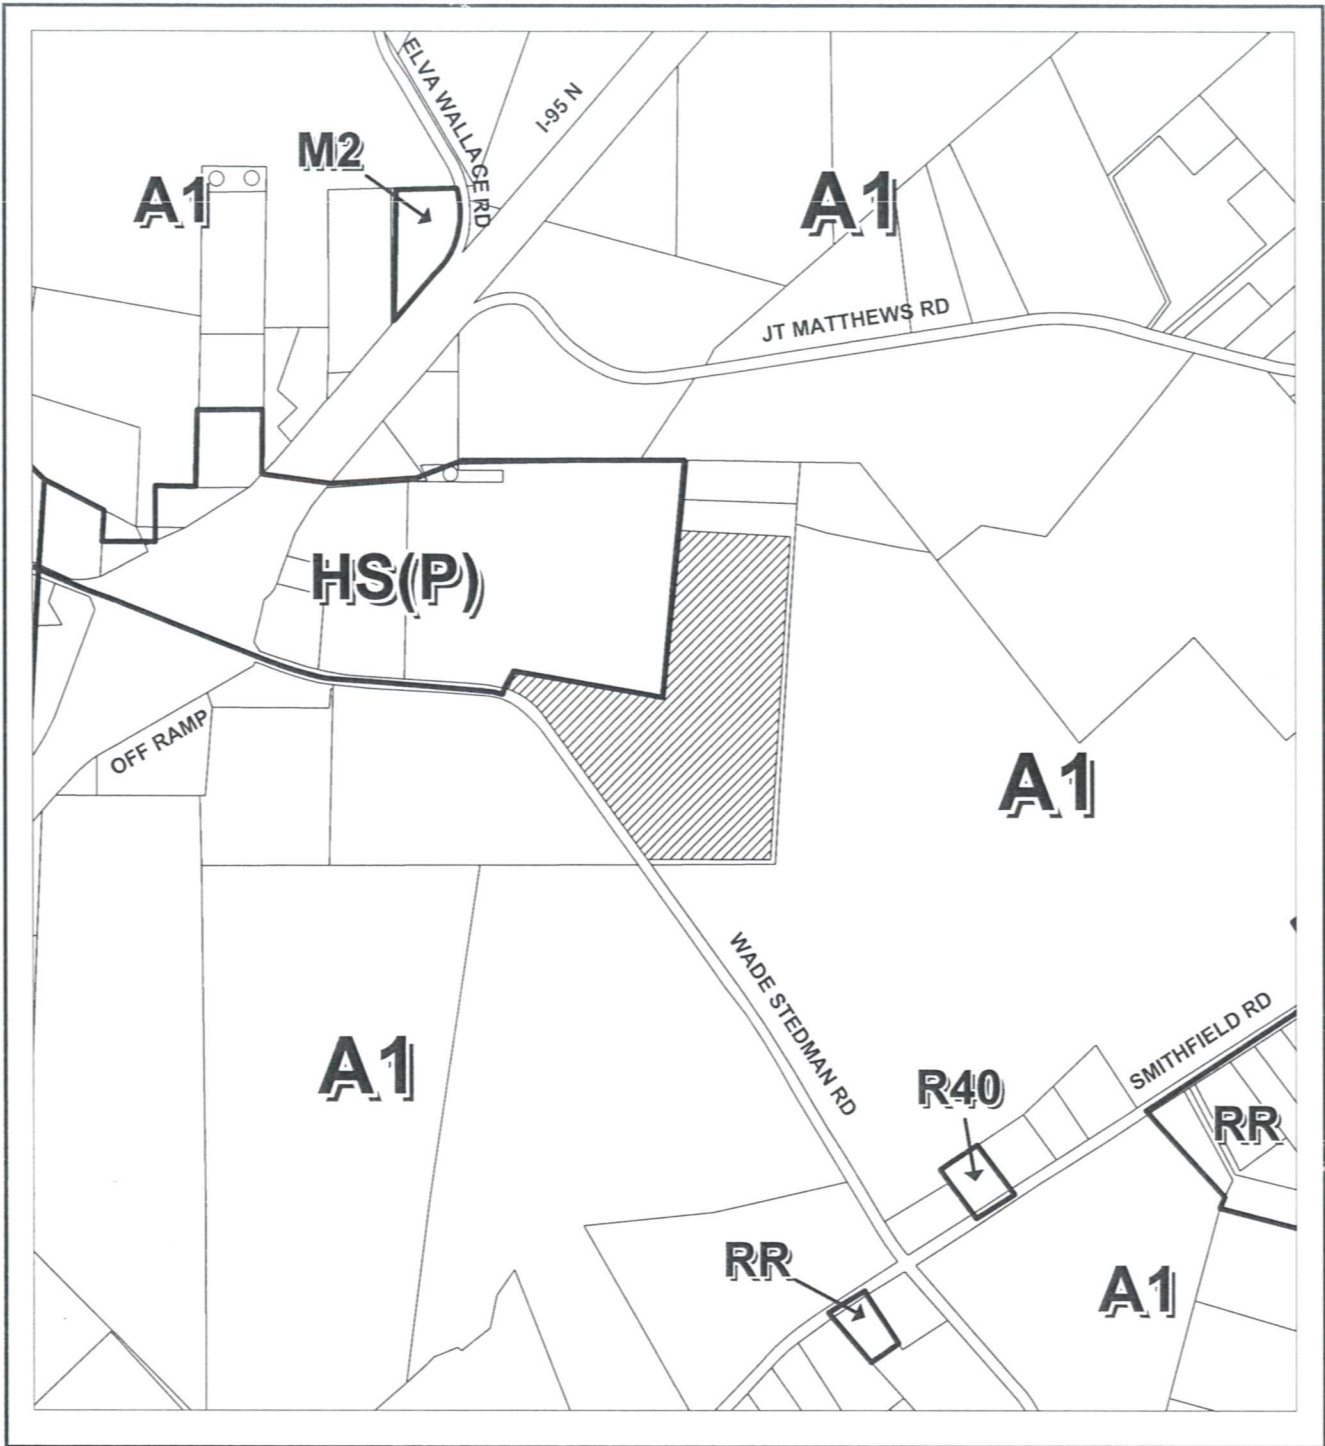 ELVA WALLACE RD
I-95 N
M2
A1
A1
JT MATTHEWS RD
HS(P)
OFF RAMP
A1
WADE STEDMAN RD
A1
SMITHFIELD RD
R40
RR
RR
A1